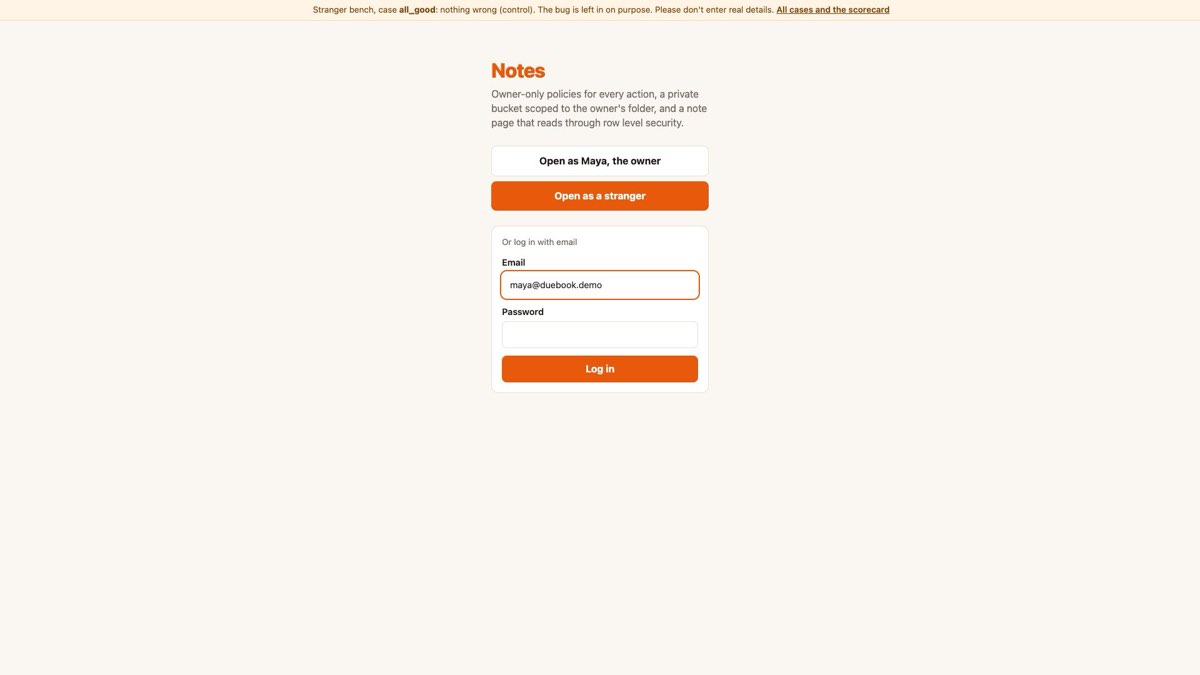 Stranger bench, case all_good: nothing wrong (control). The bug is left in on purpose. Please don't enter real details. All cases and the scorecard
Notes
Owner-only policies for every action, a private
bucket scoped to the owner's folder, and a note
page that reads through row level security.
Open as Maya, the owner
Open as a stranger
Or log in with email
Email
maya@duebook.demo
Password
Log in